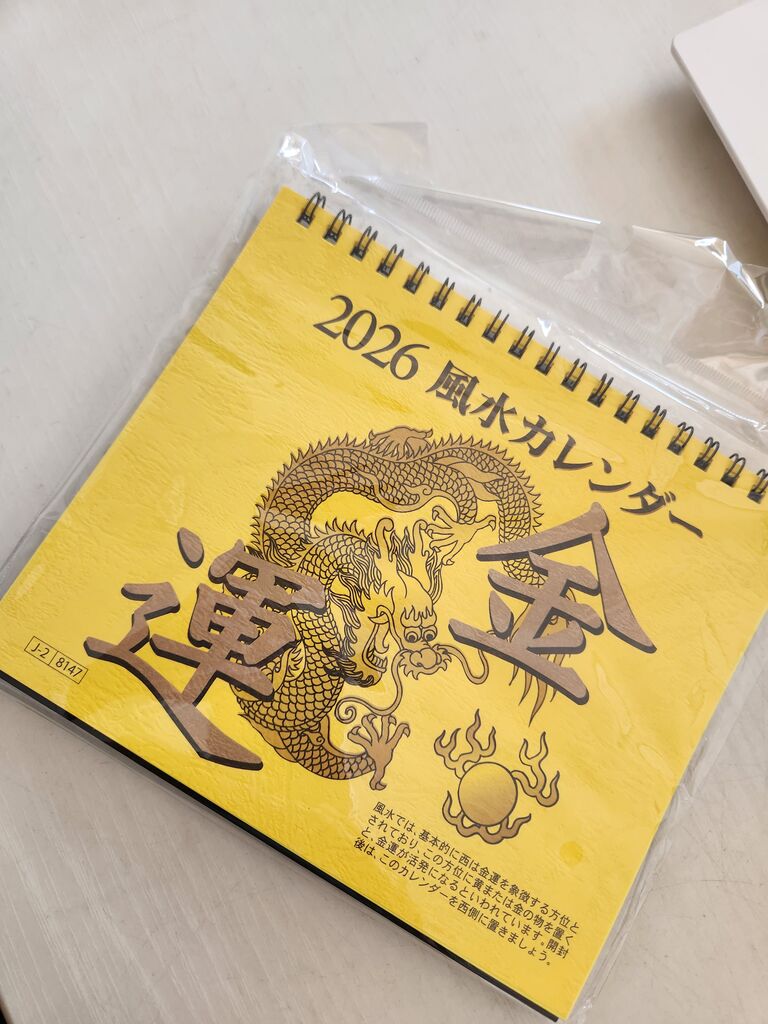 2026 風水カレンダー
金運
J-2 8147
風水では、基本的に西は金運を象徴する方位と
されており、この方位に黄または金の物を置く
と、金運が活発になるといわれています。開封
後は、このカレンダーを西側に置きましょう。